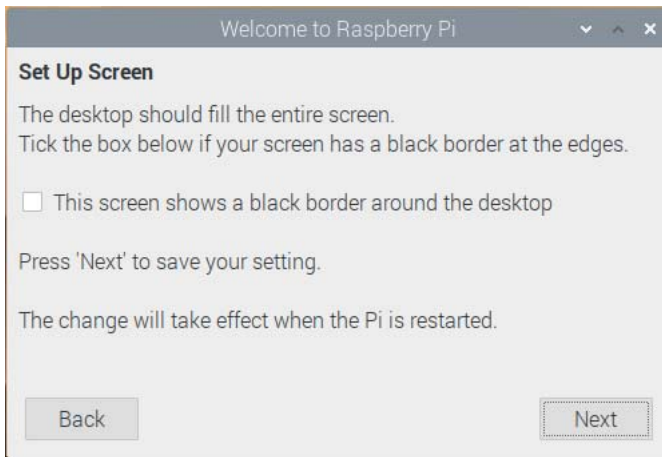 Welcome to Raspberry Pi
Set Up Screen
The desktop should fill the entire screen.
Tick the box below if your screen has a black border at the edges.
This screen shows a black border around the desktop
Press 'Next' to save your setting.
The change will take effect when the Pi is restarted.
Back
Next